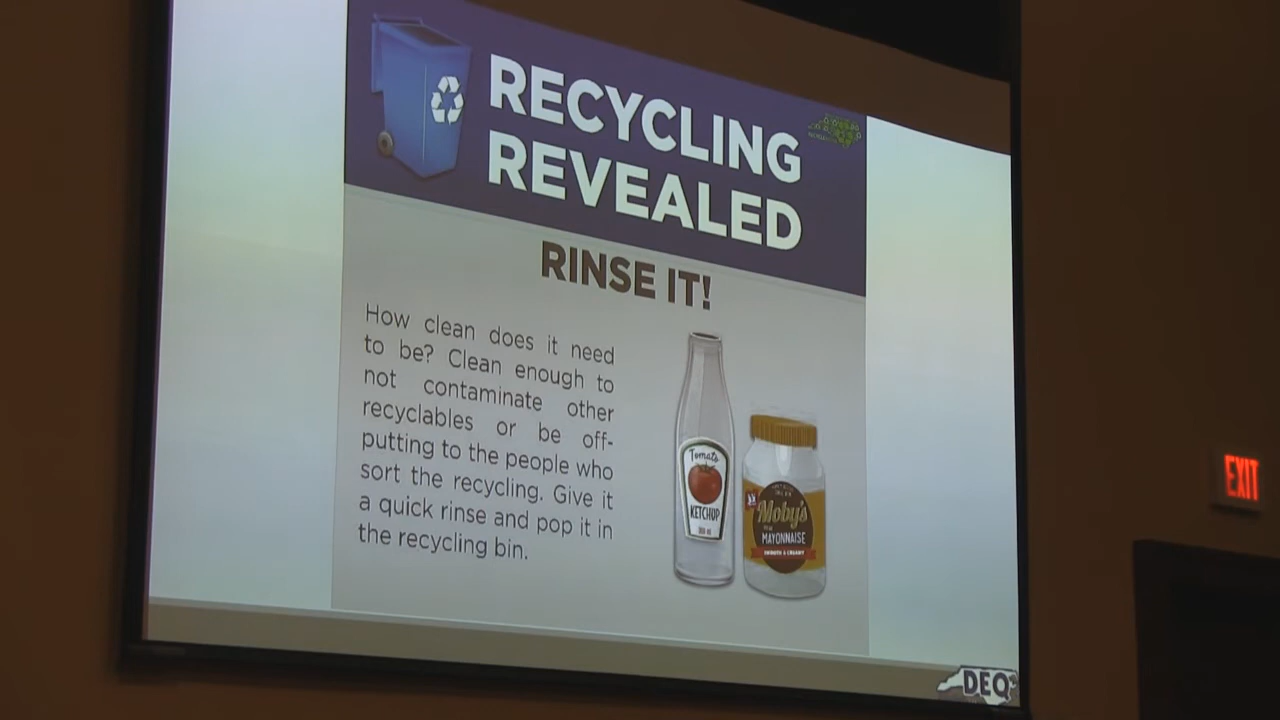 RECYCLING
REVEALED
RINSE IT!
How clean does it need
to be? Clean enough to
not contaminate other
recyclables or be off-
putting to the people who
sort the recycling. Give it
a quick rinse and pop it in
the recycling bin.
Tomato
KETCHUP
Moby's
MAYONNAISE
SMOOTH & CREAMY
EXIT
DEQ